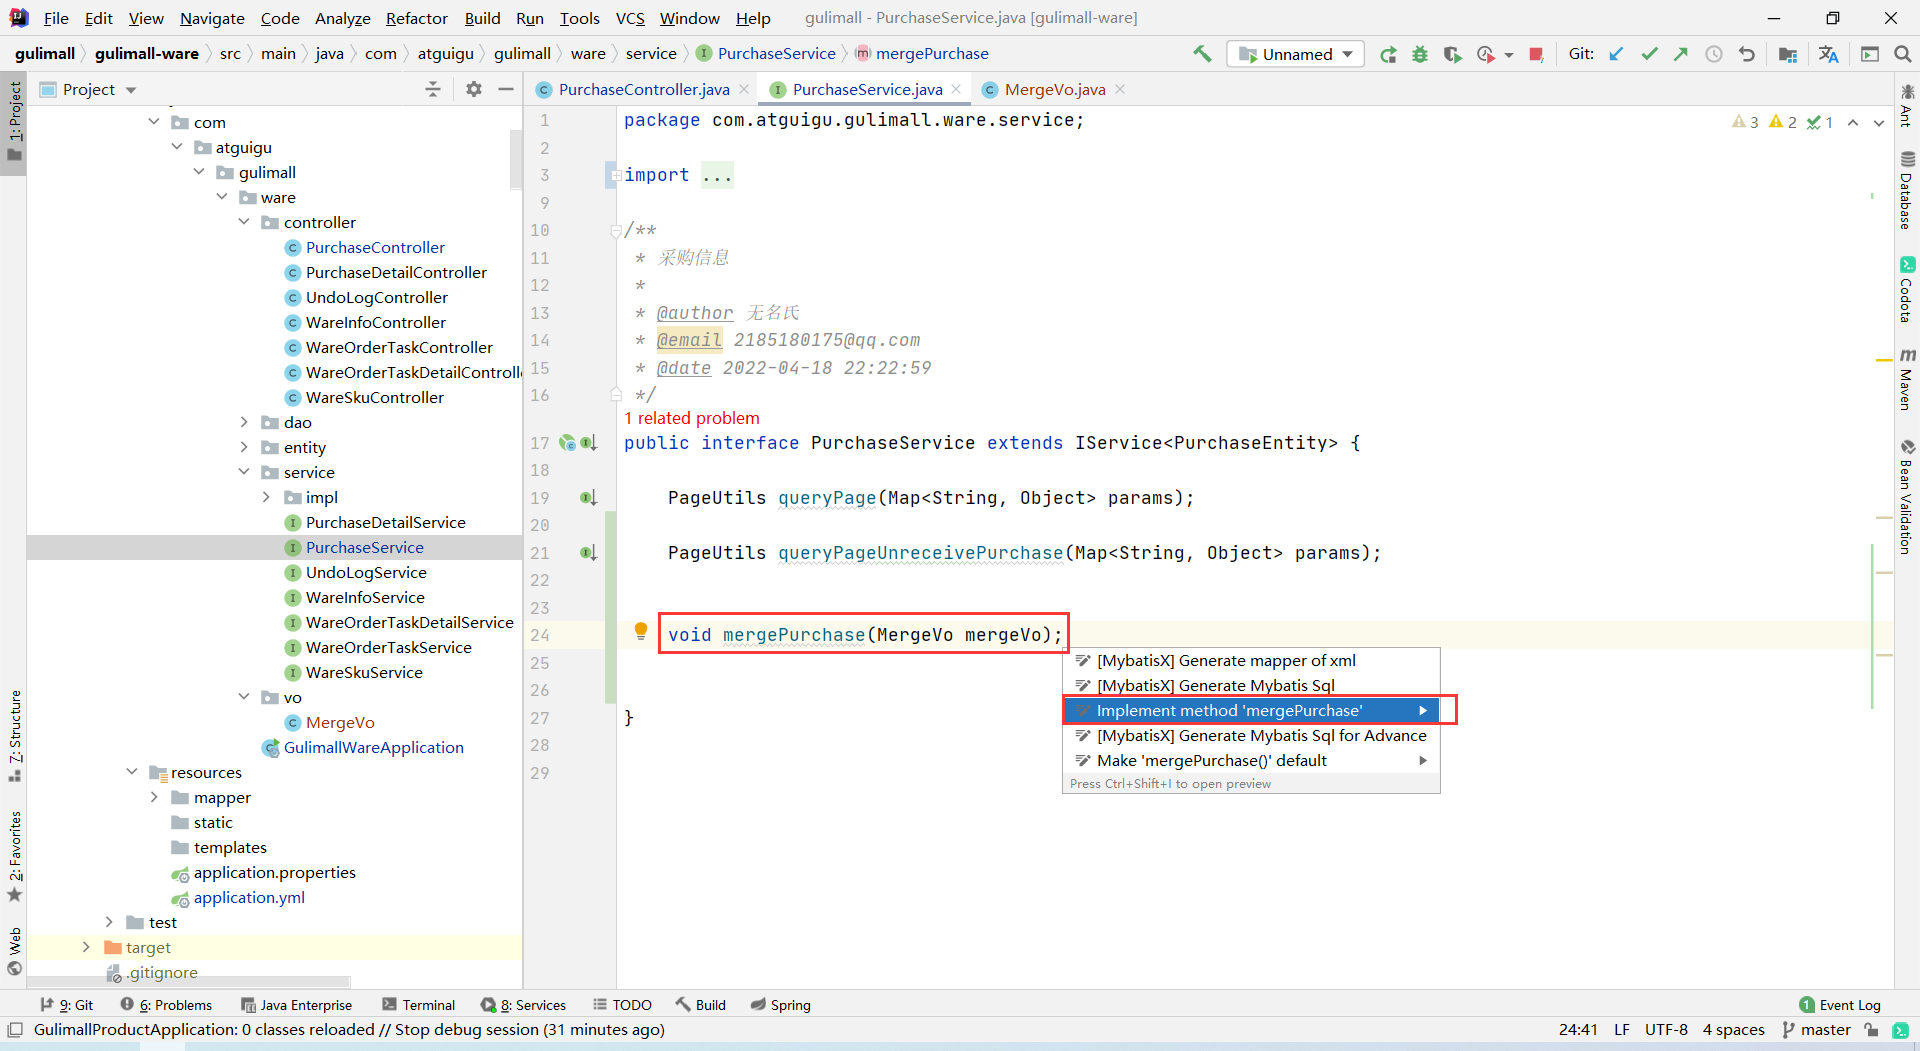 File Edit View Navigate Code Analyze Refactor Build Run Tools VCS Window Help gulimall - PurchaseService.java [gulimall-ware]
gulimall gulimall-ware src main java com atguigu gulimall ware service PurchaseService mergePurchase Unnamed Git:
Project
PurchaseController.java PurchaseService.java MergeVo.java
1: Project
7: Structure
2: Favorites
Web
com
atguigu
gulimall
ware
controller
PurchaseController
PurchaseDetailController
UndoLogController
WareInfoController
WareOrderTaskController
WareOrderTaskDetailControlle
WareSkuController
dao
entity
service
impl
PurchaseDetailService
PurchaseService
UndoLogService
WareInfoService
WareOrderTaskDetailService
WareOrderTaskService
WareSkuService
vo
MergeVo
GulimallWareApplication
resources
mapper
static
templates
application.properties
application.yml
test
target
.gitignore
1 package com.atguigu.gulimall.ware.service;
3 2 1
2
3 import ...
9
10 /**
11 * 采购信息
12 *
13 * @author 无名氏
14 * @email 2185180175@qq.com
15 * @date 2022-04-18 22:22:59
16 */
1 related problem
17 public interface PurchaseService extends IService<PurchaseEntity> {
18
19 PageUtils queryPage(Map<String, Object> params);
20
21 PageUtils queryPageUnreceivePurchase(Map<String, Object> params);
22
23
24 void mergePurchase(MergeVo mergeVo);
25
26
27 }
28
29
[MybatisX] Generate mapper of xml
[MybatisX] Generate Mybatis Sql
Implement method 'mergePurchase'
[MybatisX] Generate Mybatis Sql for Advance
Make 'mergePurchase()' default
Press Ctrl+Shift+I to open preview
Ant
Database
Codota
Maven
Bean Validation
9: Git 6: Problems Java Enterprise Terminal 8: Services TODO Build Spring 1 Event Log
GulimallProductApplication: 0 classes reloaded // Stop debug session (31 minutes ago) 24:41 LF UTF-8 4 spaces master